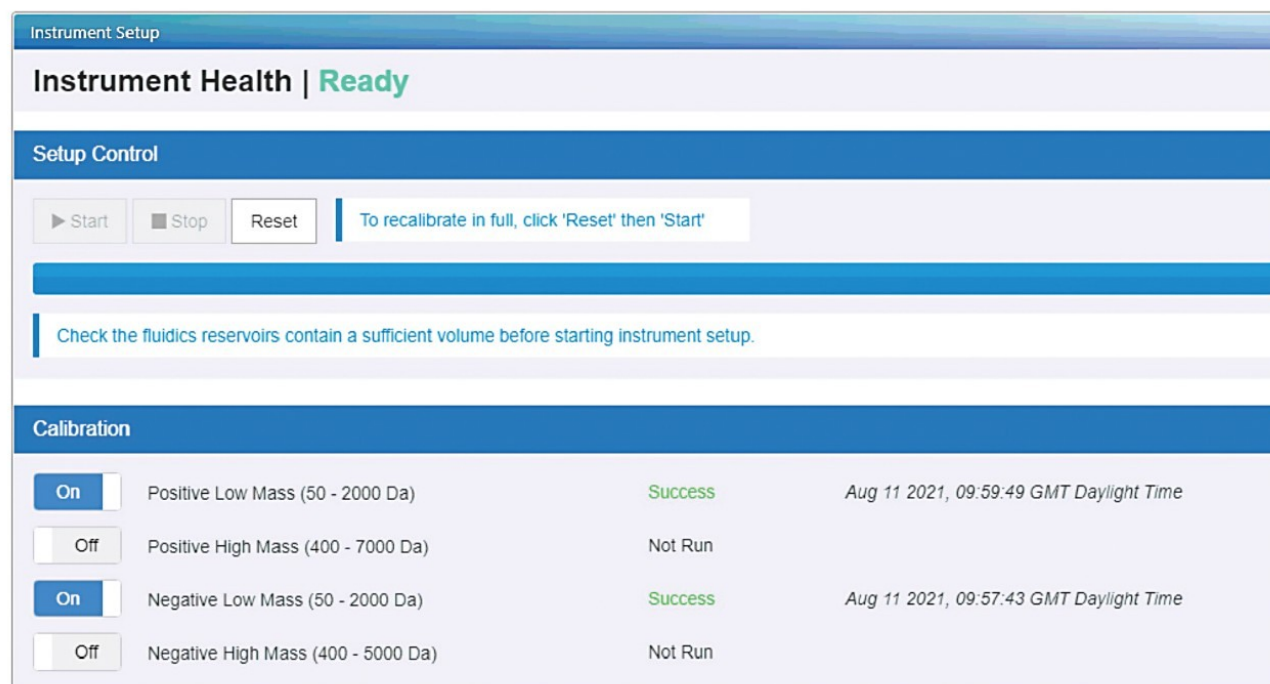 Instrument Setup
Instrument Health | Ready
Setup Control
Start Stop Reset To recalibrate in full, click 'Reset' then 'Start'
Check the fluidics reservoirs contain a sufficient volume before starting instrument setup.
Calibration
On Positive Low Mass (50 - 2000 Da) Success Aug 11 2021, 09:59:49 GMT Daylight Time
Off Positive High Mass (400 - 7000 Da) Not Run
On Negative Low Mass (50 - 2000 Da) Success Aug 11 2021, 09:57:43 GMT Daylight Time
Off Negative High Mass (400 - 5000 Da) Not Run